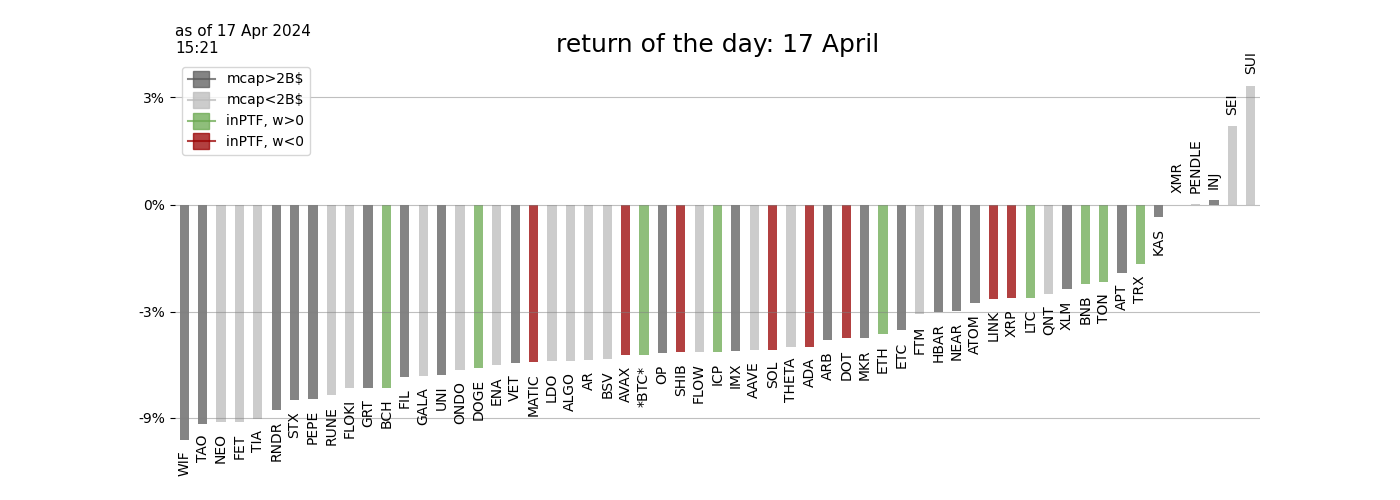 as of 17 Apr 2024
15:21
return of the day: 17 April
mcap>2B$
mcap<2B$
inPTF, w>0
inPTF, w<0
3%
0%
-3%
-9%
WIF
TAO
NEO
FET
TIA
RNDR
STX
PEPE
RUNE
FLOKI
GRT
BCH
FIL
GALA
UNI
ONDO
DOGE
ENA
VET
MATIC
LDO
ALGO
AR
BSV
AVAX
*BTC*
OP
SHIB
FLOW
ICP
IMX
AAVE
SOL
THETA
ADA
ARB
DOT
MKR
ETH
ETC
FTM
HBAR
NEAR
ATOM
LINK
XRP
LTC
QNT
XLM
BNB
TON
APT
TRX
KAS
XMR
PENDLE
INJ
SEI
SUI